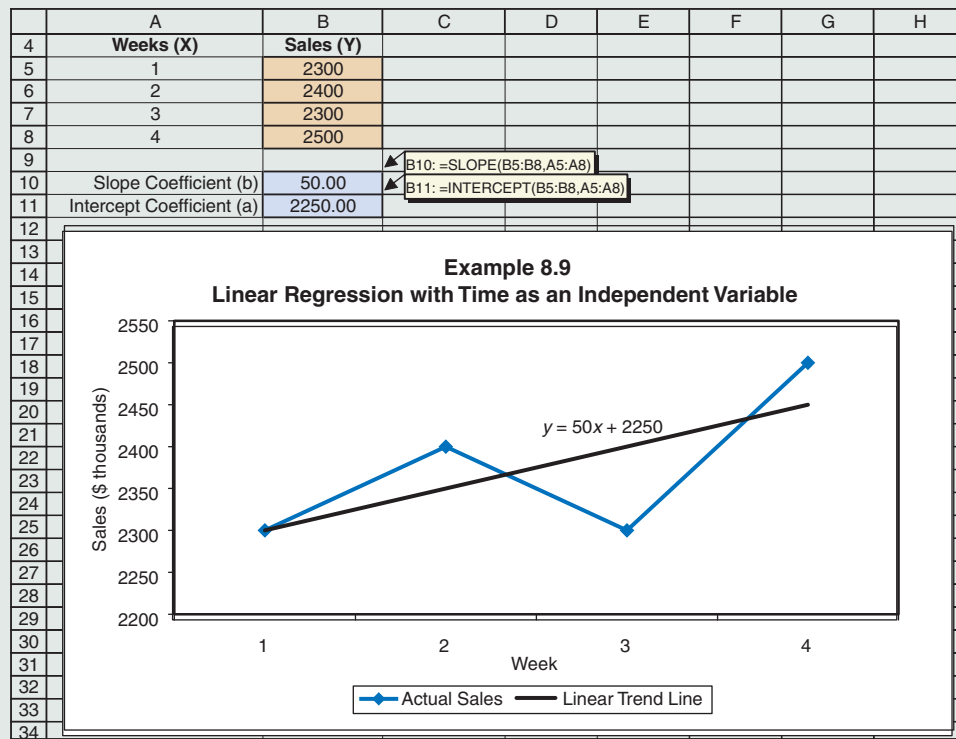 A B C D E F G H
4 Weeks (X) Sales (Y)
5 1 2300
6 2 2400
7 3 2300
8 4 2500
9 B10: =SLOPE(B5:B8,A5:A8)
10 Slope Coefficient (b) 50.00 B11: =INTERCEPT(B5:B8,A5:A8)
11 Intercept Coefficient (a) 2250.00
12
13
14
15
16
17
18
19
20
21
22
23
24
25
26
27
28
29
30
31
32
33
34
Example 8.9
Linear Regression with Time as an Independent Variable
Sales ($ thousands)
2550
2500
2450
2400
2350
2300
2250
2200
y = 50x + 2250
1 2 3 4
Week
Actual Sales Linear Trend Line